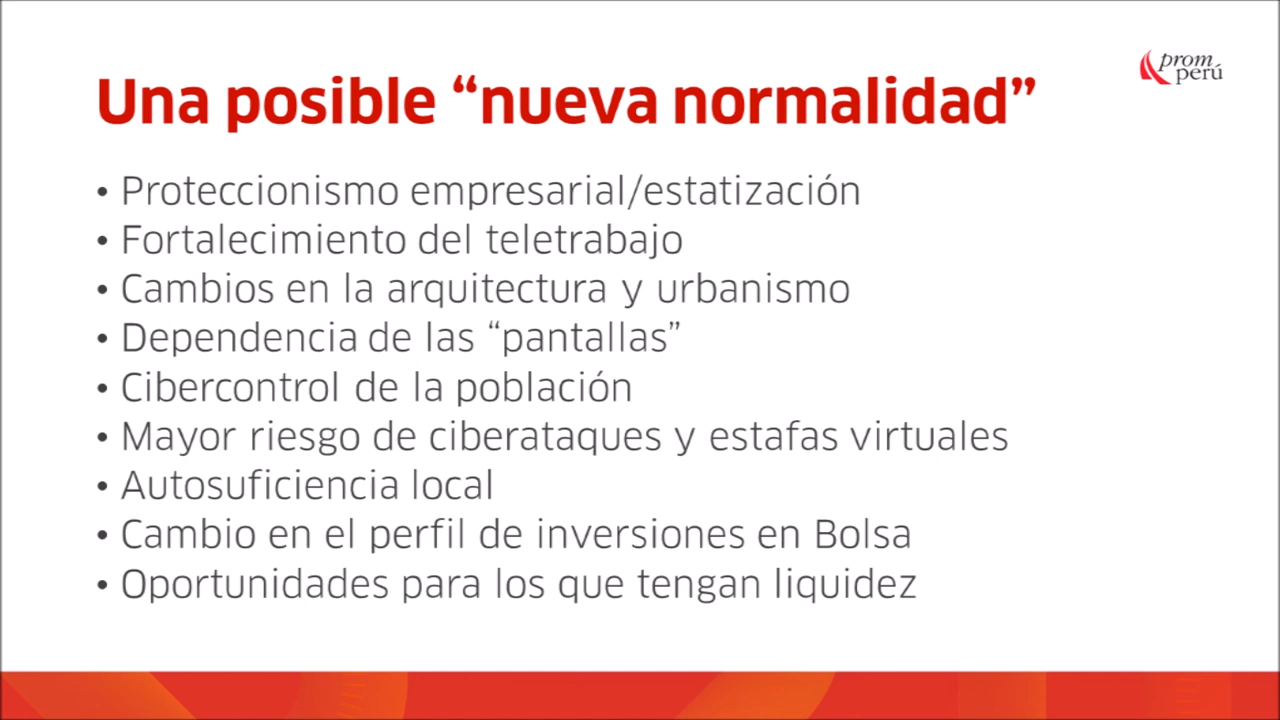 Una posible “nueva normalidad”
prom
perú
• Proteccionismo empresarial/estatización
• Fortalecimiento del teletrabajo
• Cambios en la arquitectura y urbanismo
• Dependencia de las “pantallas”
• Cibercontrol de la población
• Mayor riesgo de ciberataques y estafas virtuales
• Autosuficiencia local
• Cambio en el perfil de inversiones en Bolsa
• Oportunidades para los que tengan liquidez